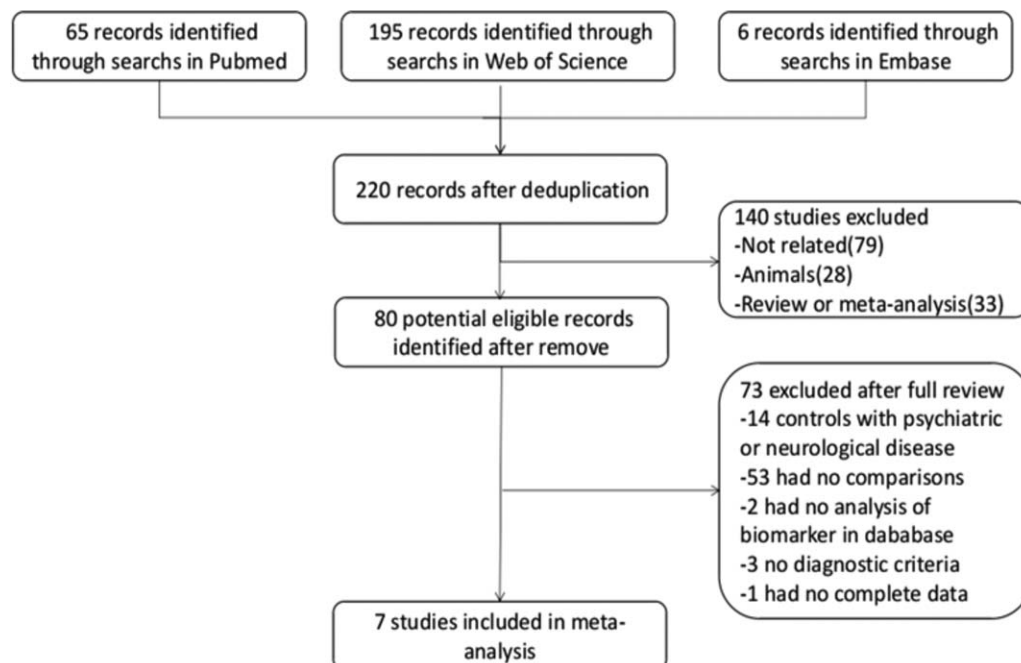 65 records identified
through searchs in Pubmed
195 records identified through
searchs in Web of Science
6 records identified through
searchs in Embase
220 records after deduplication
140 studies excluded
-Not related(79)
-Animals(28)
-Review or meta-analysis(33)
80 potential eligible records
identified after remove
73 excluded after full review
-14 controls with psychiatric
or neurological disease
-53 had no comparisons
-2 had no analysis of
biomarker in dababase
-3 no diagnostic criteria
-1 had no complete data
7 studies included in meta-
analysis